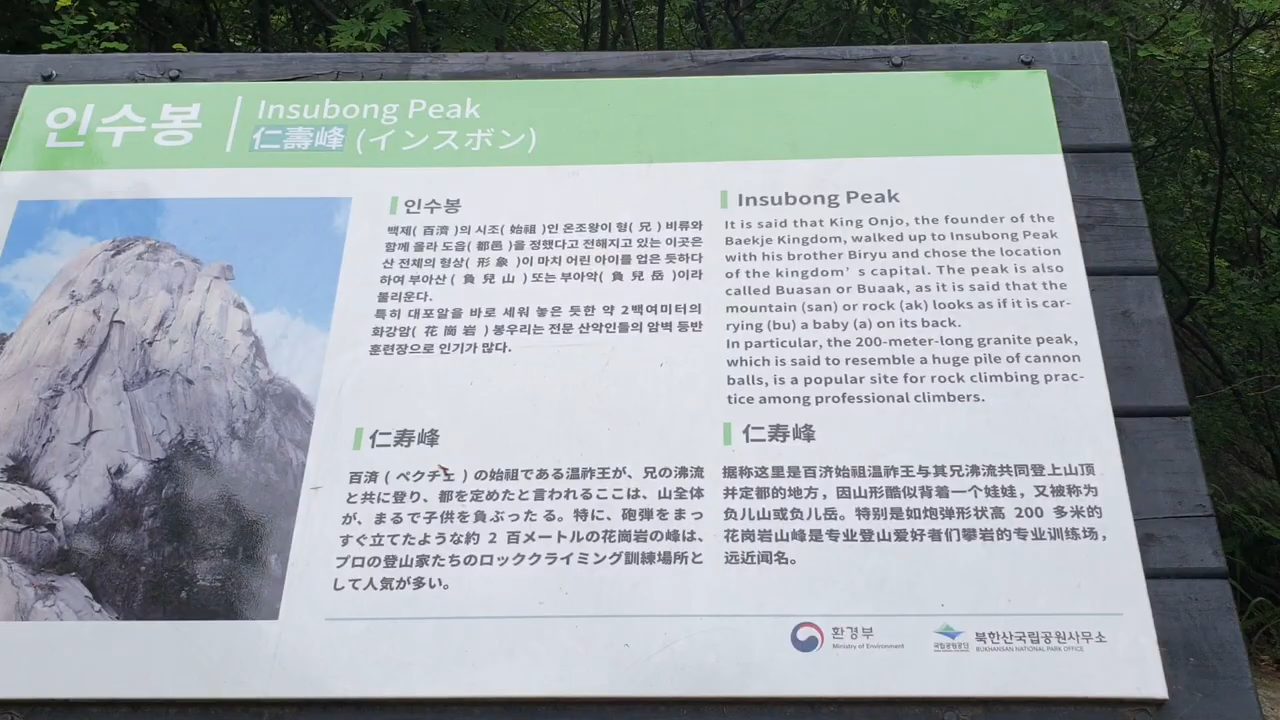 인수봉
Insubong Peak
仁壽峰 (インスボン)
인수봉
백제( 百濟 )의 시조( 始祖 )인 온조왕이 형( 兄 ) 비류와
함께 올라 도읍( 都邑 )을 정했다고 전해지고 있는 이곳은
산 전체의 형상( 形 象 )이 마치 어린 아이를 업은 듯하다
하여 부아산 ( 負 兒 山 ) 또는 부아악( 負 兒 岳 )이라
불리운다.
특히 대포알을 바로 세워 놓은 듯한 약 2백여미터의
화강암( 花 崗 岩 ) 봉우리는 전문 산악인들의 암벽 등반
훈련장으로 인기가 많다.
Insubong Peak
It is said that King Onjo, the founder of the
Baekje Kingdom, walked up to Insubong Peak
with his brother Biryu and chose the location
of the kingdom' s capital. The peak is also
called Buasan or Buaak, as it is said that the
mountain (san) or rock (ak) looks as if it is car-
rying (bu) a baby (a) on its back.
In particular, the 200-meter-long granite peak,
which is said to resemble a huge pile of cannon
balls, is a popular site for rock climbing prac-
tice among professional climbers.
仁寿峰
百済 ( ペクチェ ) の始祖である温祚王が、兄の沸流
と共に登り、都を定めたと言われるここは、山全体
が、まるで子供を負ぶったる。特に、砲弾をまっ
すぐ立てたような約 2 百メートルの花崗岩の峰は、
プロの登山家たちのロッククライミング訓練場所と
して人気が多い。
仁寿峰
据称这里是百济始祖温祚王与其兄沸流共同登上山顶
并定都的地方，因山形酷似背着一个娃娃，又被称为
负儿山或负儿岳。特别是如炮弹形状高 200 多米的
花岗岩山峰是专业登山爱好者们攀岩的专业训练场，
远近闻名。
환경부
Ministry of Environment
국립공원공단
북한산국립공원사무소
BUKHANSAN NATIONAL PARK OFFICE